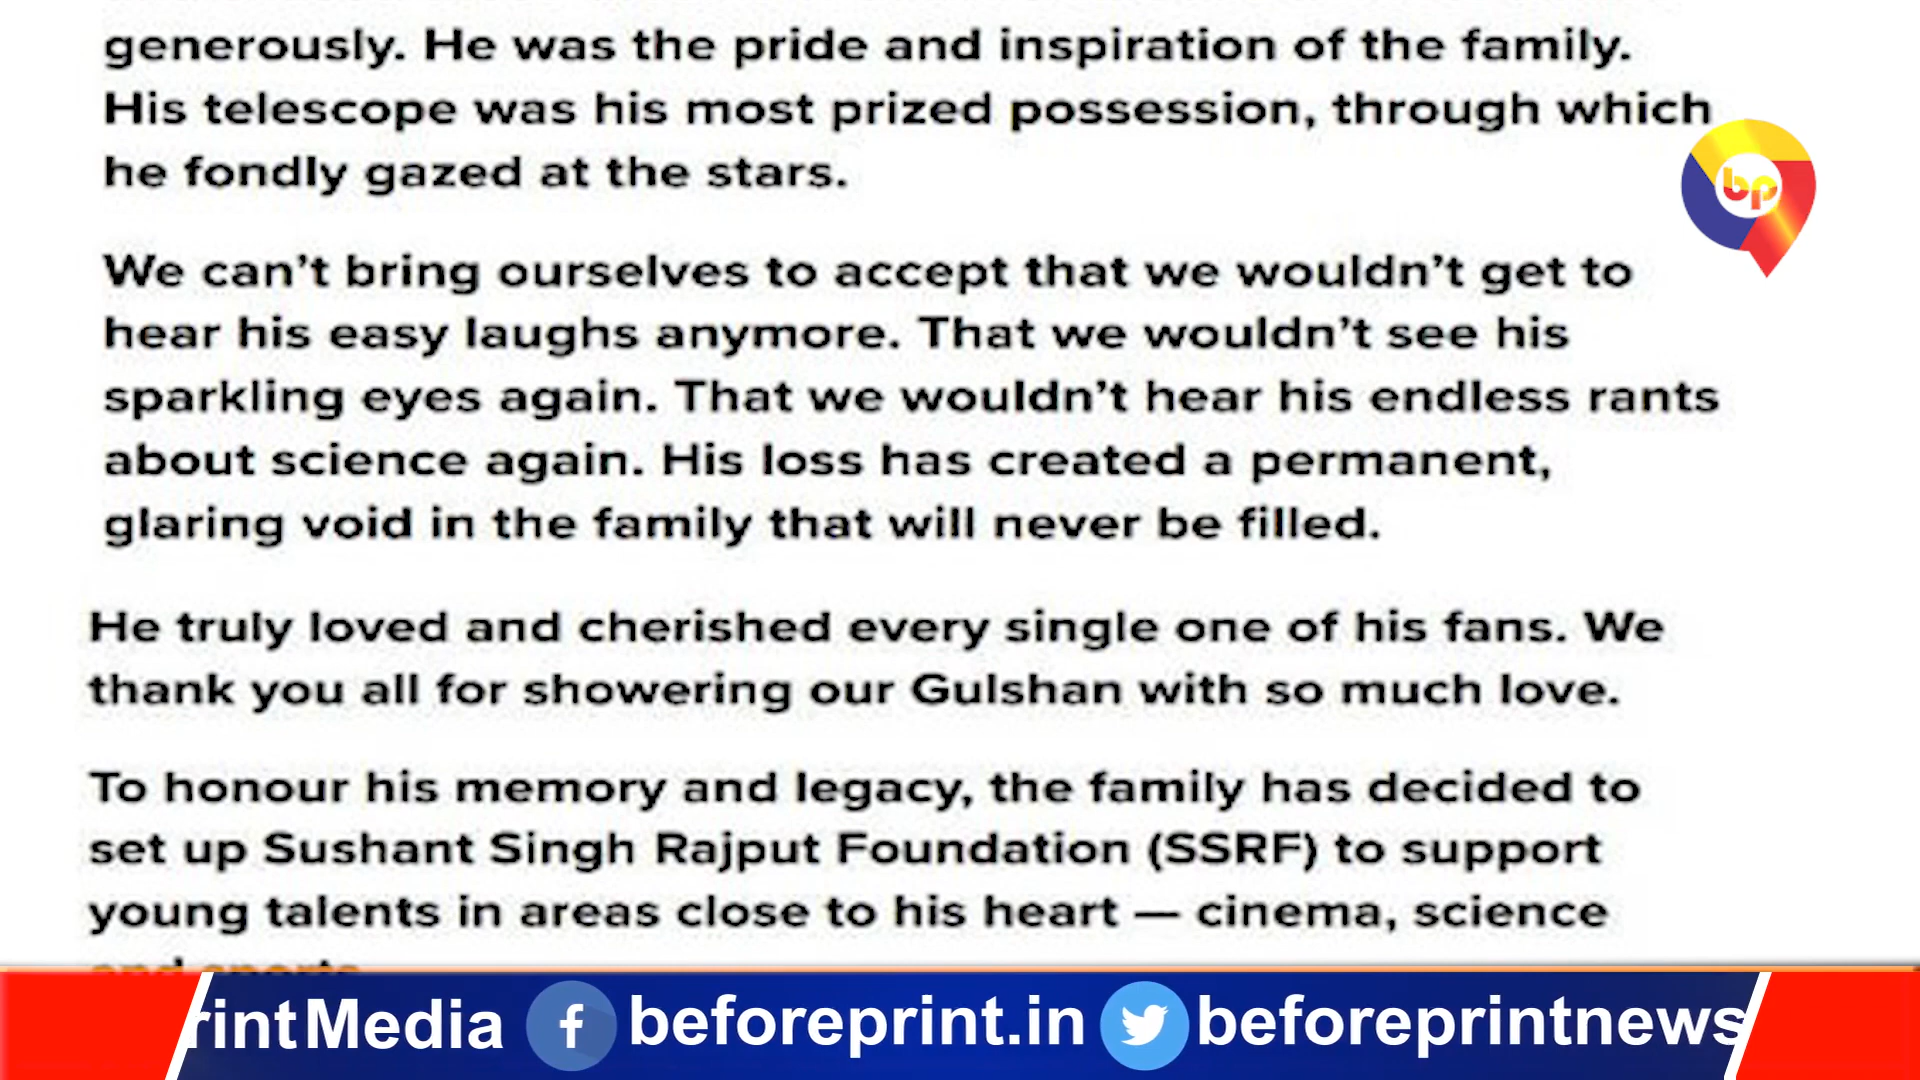 generously. He was the pride and inspiration of the family.
His telescope was his most prized possession, through which
he fondly gazed at the stars.
We can’t bring ourselves to accept that we wouldn’t get to
hear his easy laughs anymore. That we wouldn’t see his
sparkling eyes again. That we wouldn’t hear his endless rants
about science again. His loss has created a permanent,
glaring void in the family that will never be filled.
He truly loved and cherished every single one of his fans. We
thank you all for showering our Gulshan with so much love.
To honour his memory and legacy, the family has decided to
set up Sushant Singh Rajput Foundation (SSRF) to support
young talents in areas close to his heart — cinema, science
bp
rintMedia beforeprint.in beforeprintnews